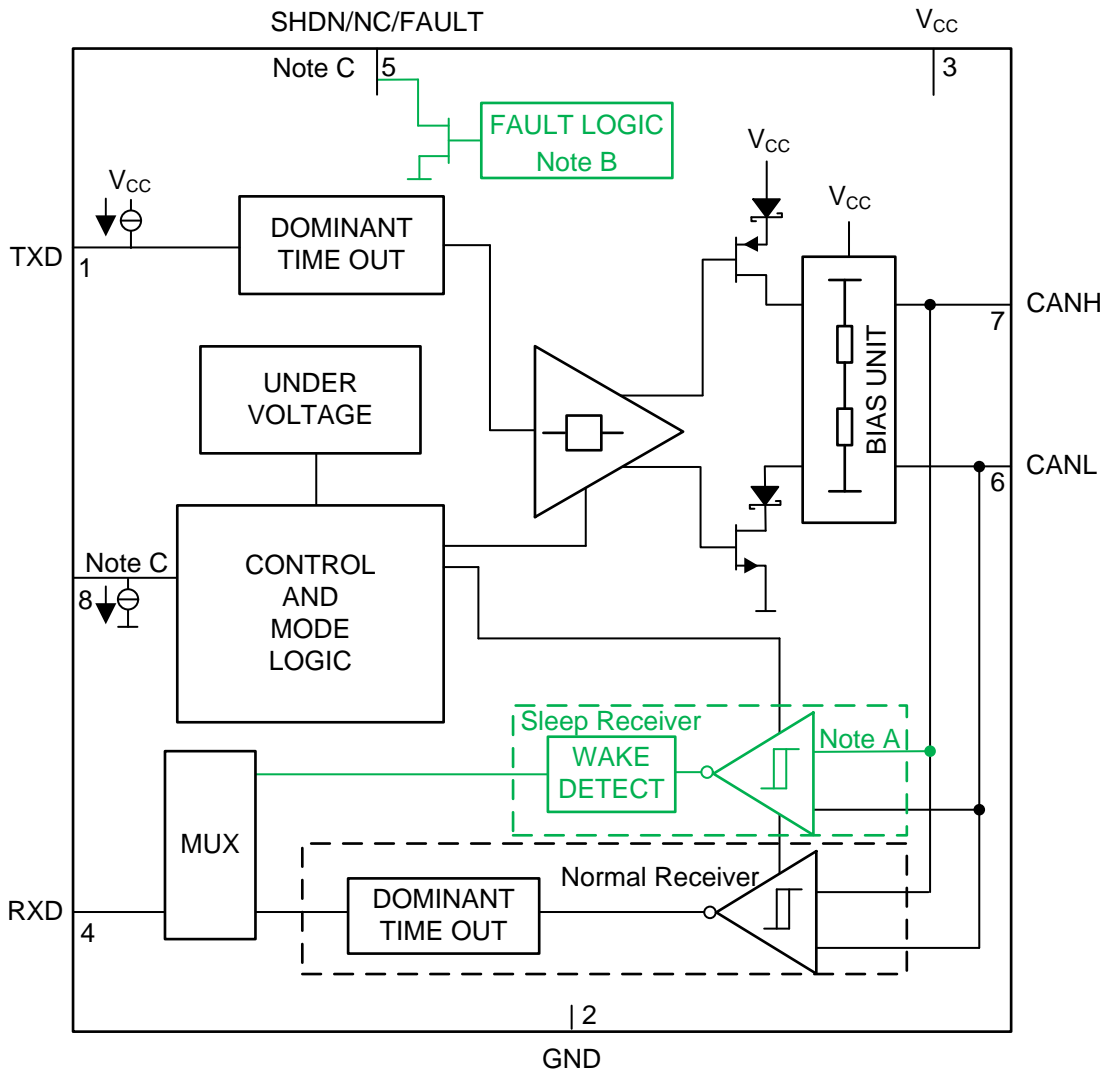 SHDN/NC/FAULT
VCC
Note C
5
3
FAULT LOGIC
Note B
VCC
VCC
VCC
DOMINANT
TIME OUT
TXD
1
CANH
7
UNDER
VOLTAGE
BIAS UNIT
CANL
6
Note C
8
CONTROL
AND
MODE
LOGIC
Sleep Receiver
Note A
WAKE
DETECT
MUX
Normal Receiver
DOMINANT
TIME OUT
RXD
4
2
GND